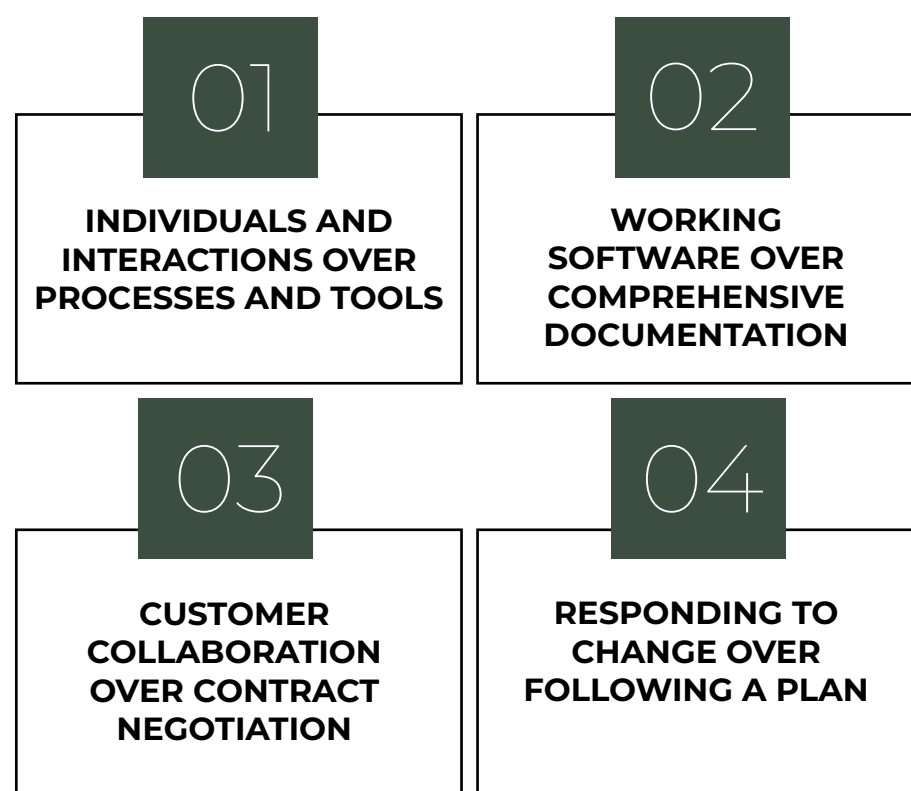 01
INDIVIDUALS AND
INTERACTIONS OVER
PROCESSES AND TOOLS
02
WORKING
SOFTWARE OVER
COMPREHENSIVE
DOCUMENTATION
03
CUSTOMER
COLLABORATION
OVER CONTRACT
NEGOTIATION
04
RESPONDING TO
CHANGE OVER
FOLLOWING A PLAN